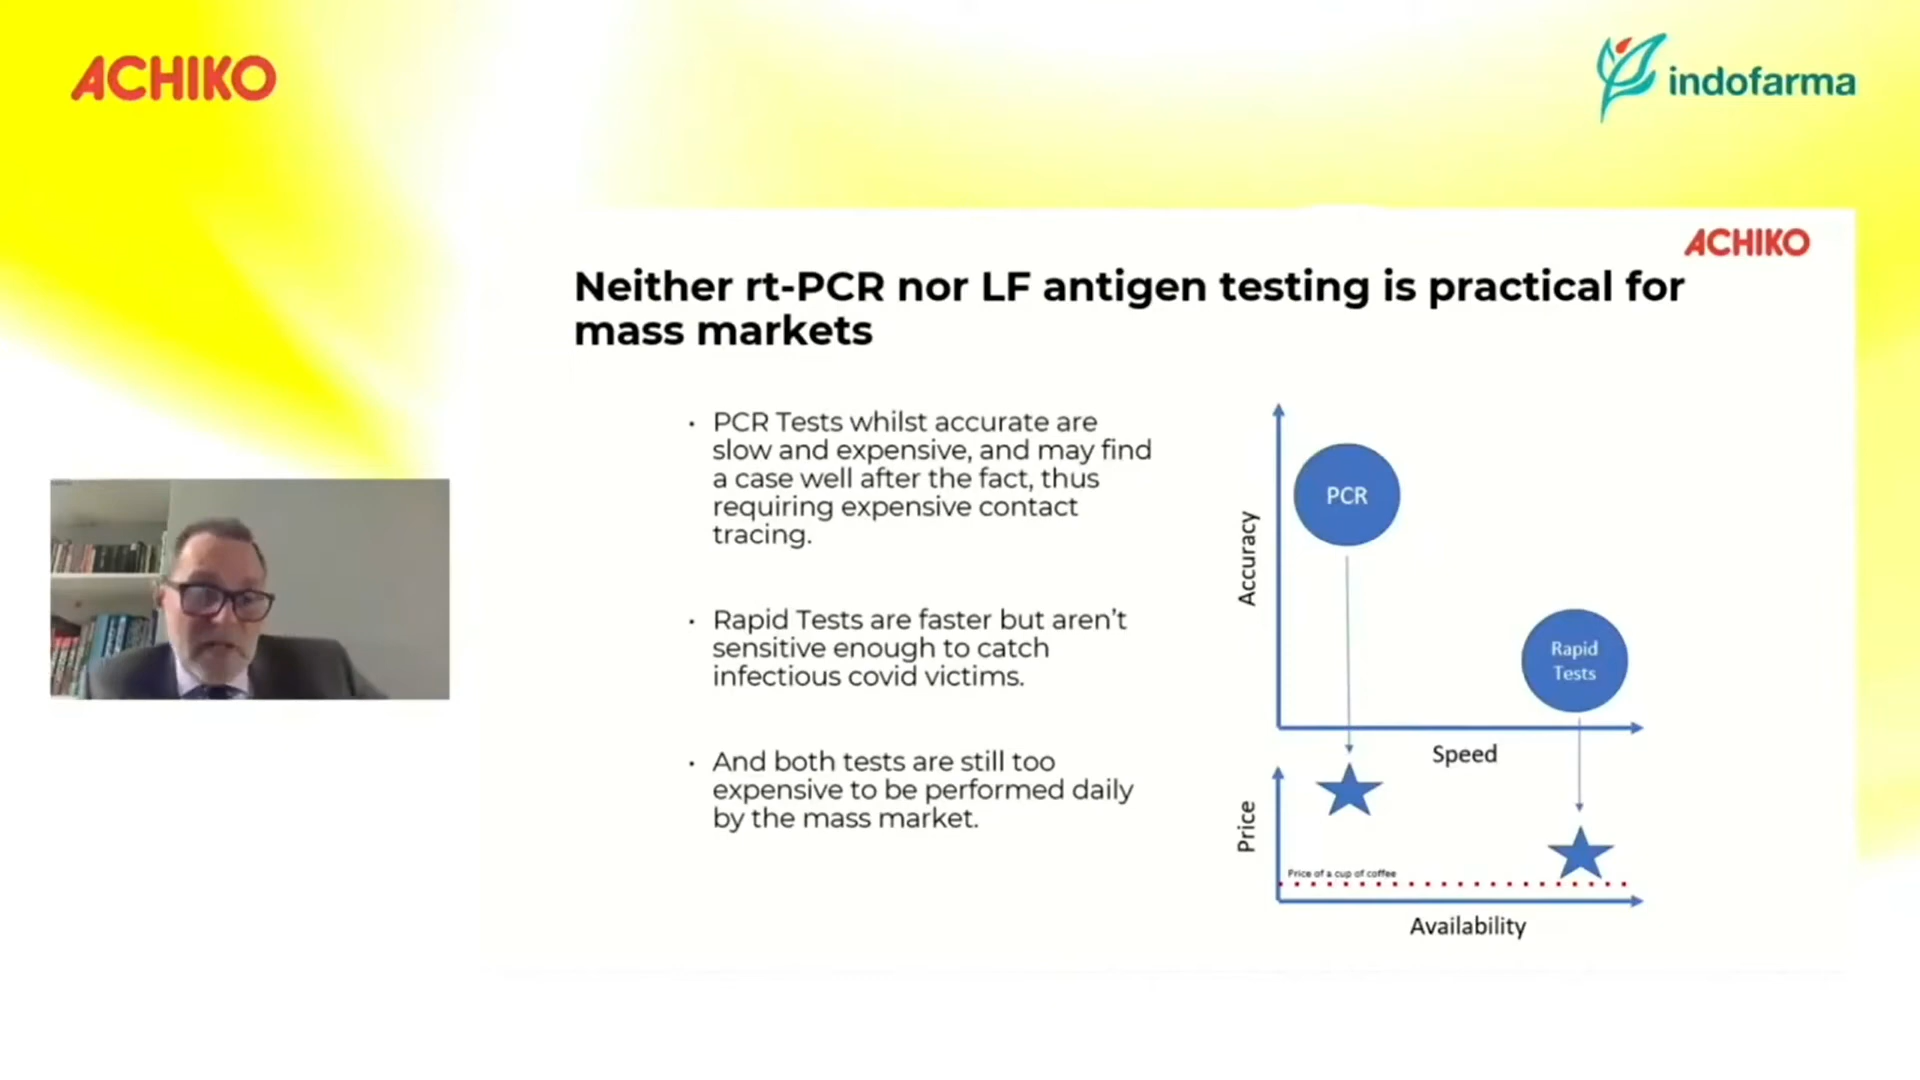 ACHIKO
indofarma
ACHIKO
Neither rt-PCR nor LF antigen testing is practical for
mass markets
· PCR Tests whilst accurate are
slow and expensive, and may find
a case well after the fact, thus
requiring expensive contact
tracing.
· Rapid Tests are faster but aren't
sensitive enough to catch
infectious covid victims.
· And both tests are still too
expensive to be performed daily
by the mass market.
Accuracy
PCR
Rapid
Tests
Speed
Price
Price of a cup of coffee
Availability